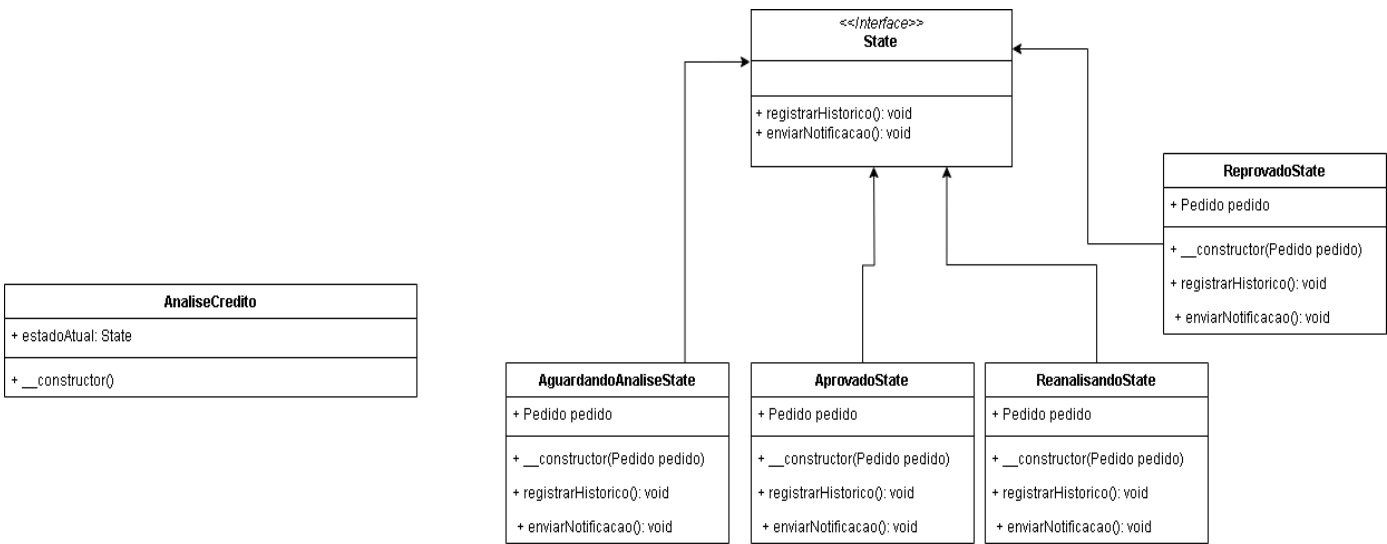 <<Interface>>
State
+ registrarHistorico(): void
+ enviarNotificacao(): void
ReprovadoState
+ Pedido pedido
+ __constructor(Pedido pedido)
+ registrarHistorico(): void
+ enviarNotificacao(): void
AnaliseCredito
+ estadoAtual: State
+ __constructor()
AguardandoAnaliseState
+ Pedido pedido
+ __constructor(Pedido pedido)
+ registrarHistorico(): void
+ enviarNotificacao(): void
AprovadoState
+ Pedido pedido
+ __constructor(Pedido pedido)
+ registrarHistorico(): void
+ enviarNotificacao(): void
ReanalisandoState
+ Pedido pedido
+ __constructor(Pedido pedido)
+ registrarHistorico(): void
+ enviarNotificacao(): void